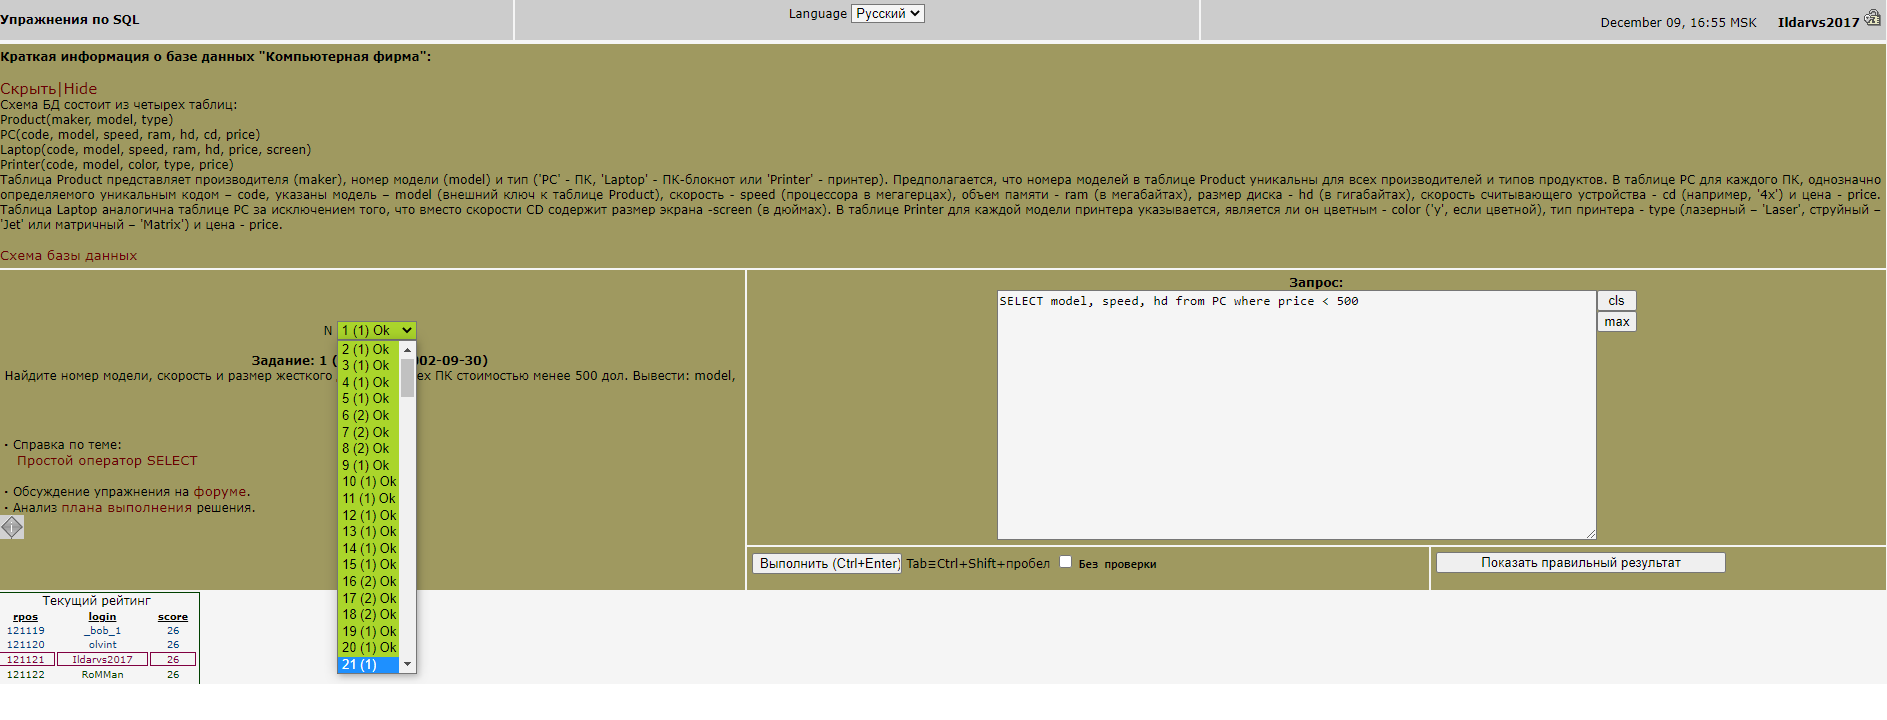 Упражнения по SQL
Language Русский
December 09, 16:55 MSK Ildarvs2017
Краткая информация о базе данных "Компьютерная фирма":
Скрыть|Hide
Схема БД состоит из четырех таблиц:
Product(maker, model, type)
PC(code, model, speed, ram, hd, cd, price)
Laptop(code, model, speed, ram, hd, price, screen)
Printer(code, model, color, type, price)
Таблица Product представляет производителя (maker), номер модели (model) и тип ('PC' - ПК, 'Laptop' - ПК-блокнот или 'Printer' - принтер). Предполагается, что номера моделей в таблице Product уникальны для всех производителей и типов продуктов. В таблице PC для каждого ПК, однозначно
определяемого уникальным кодом – code, указаны модель – model (внешний ключ к таблице Product), скорость - speed (процессора в мегагерцах), объем памяти - ram (в мегабайтах), размер диска - hd (в гигабайтах), скорость считывающего устройства - cd (например, '4x') и цена - price.
Таблица Laptop аналогична таблице РС за исключением того, что вместо скорости CD содержит размер экрана -screen (в дюймах). В таблице Printer для каждой модели принтера указывается, является ли он цветным - color ('y', если цветной), тип принтера - type (лазерный – 'Laser', струйный –
'Jet' или матричный – 'Matrix') и цена - price.
Схема базы данных
N 1 (1) Ok
2 (1) Ok
3 (1) Ok
4 (1) Ok
5 (1) Ok
6 (2) Ok
7 (2) Ok
8 (2) Ok
9 (1) Ok
10 (1) Ok
11 (1) Ok
12 (1) Ok
13 (1) Ok
14 (1) Ok
15 (1) Ok
16 (2) Ok
17 (2) Ok
18 (2) Ok
19 (1) Ok
20 (1) Ok
21 (1)
Задание: 1 ( 002-09-30)
Найдите номер модели, скорость и размер жесткого ПК стоимостью менее 500 дол. Вывести: model,
· Справка по теме:
Простой оператор SELECT
· Обсуждение упражнения на форуме.
· Анализ плана выполнения решения.
Запрос:
SELECT model, speed, hd from PC where price < 500
cls
max
Выполнить (Ctrl+Enter) Tab≡Ctrl+Shift+пробел Без проверки
Показать правильный результат
Текущий рейтинг
rpos login score
121119 _bob_1 26
121120 olvint 26
121121 Ildarvs2017 26
121122 RoMMan 26